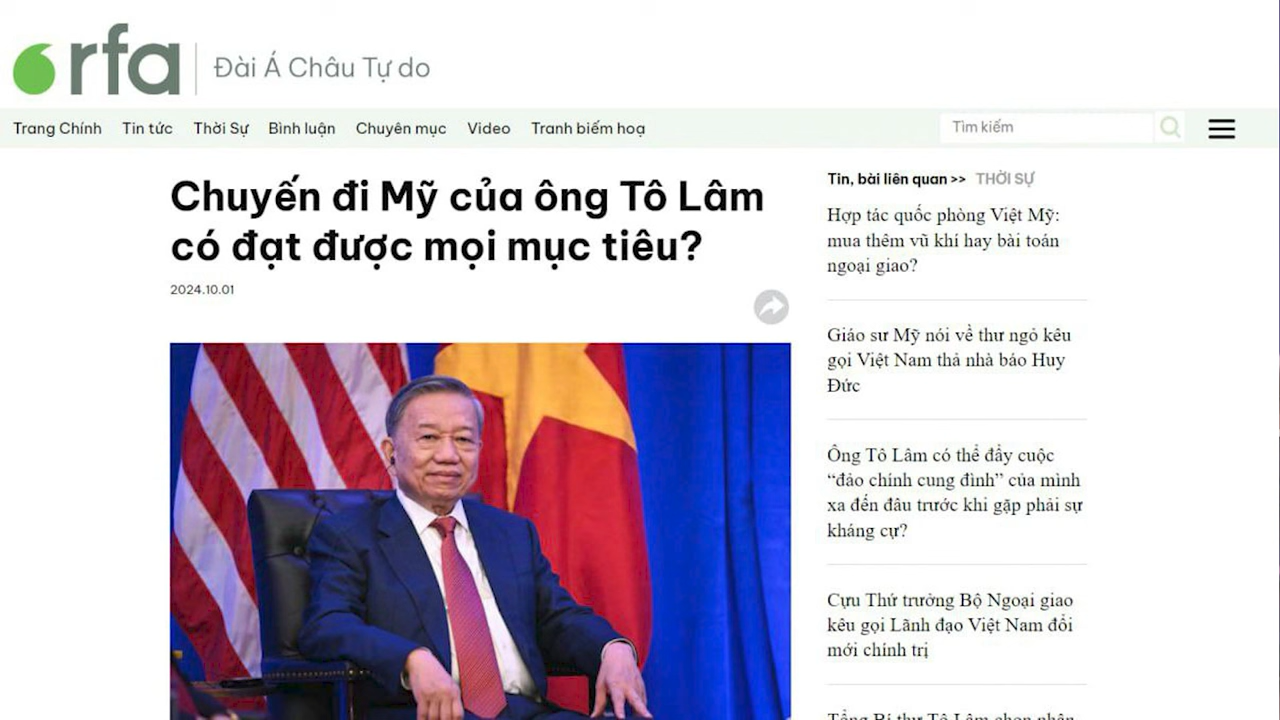 rfa
Đài Á Châu Tự do
Trang Chính Tin tức Thời Sự Bình luận Chuyên mục Video Tranh biếm hoạ
Tìm kiếm
Chuyến đi Mỹ của ông Tô Lâm
có đạt được mọi mục tiêu?
2024.10.01
Tin, bài liên quan >> THỜI SỰ
Hợp tác quốc phòng Việt Mỹ:
mua thêm vũ khí hay bài toán
ngoại giao?
Giáo sư Mỹ nói về thư ngỏ kêu
gọi Việt Nam thả nhà báo Huy
Đức
Ông Tô Lâm có thể đẩy cuộc
“đảo chính cung đình” của mình
xa đến đâu trước khi gặp phải sự
kháng cự?
Cựu Thứ trưởng Bộ Ngoại giao
kêu gọi Lãnh đạo Việt Nam đổi
mới chính trị
Tổng Bí thư Tô Lâm chọn nhân